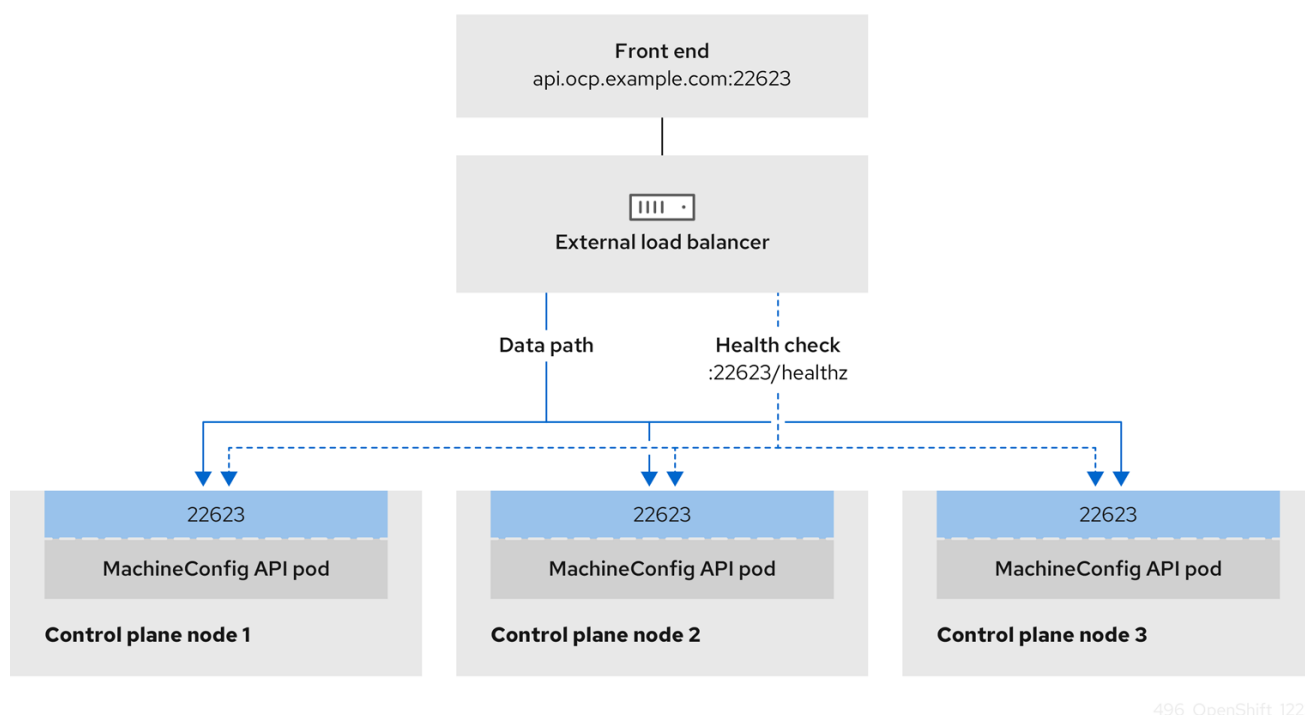 Front end
api.ocp.example.com:22623
External load balancer
Data path
Health check
:22623/healthz
22623
22623
22623
MachineConfig API pod
MachineConfig API pod
MachineConfig API pod
Control plane node 1
Control plane node 2
Control plane node 3
496_OpenShift_122